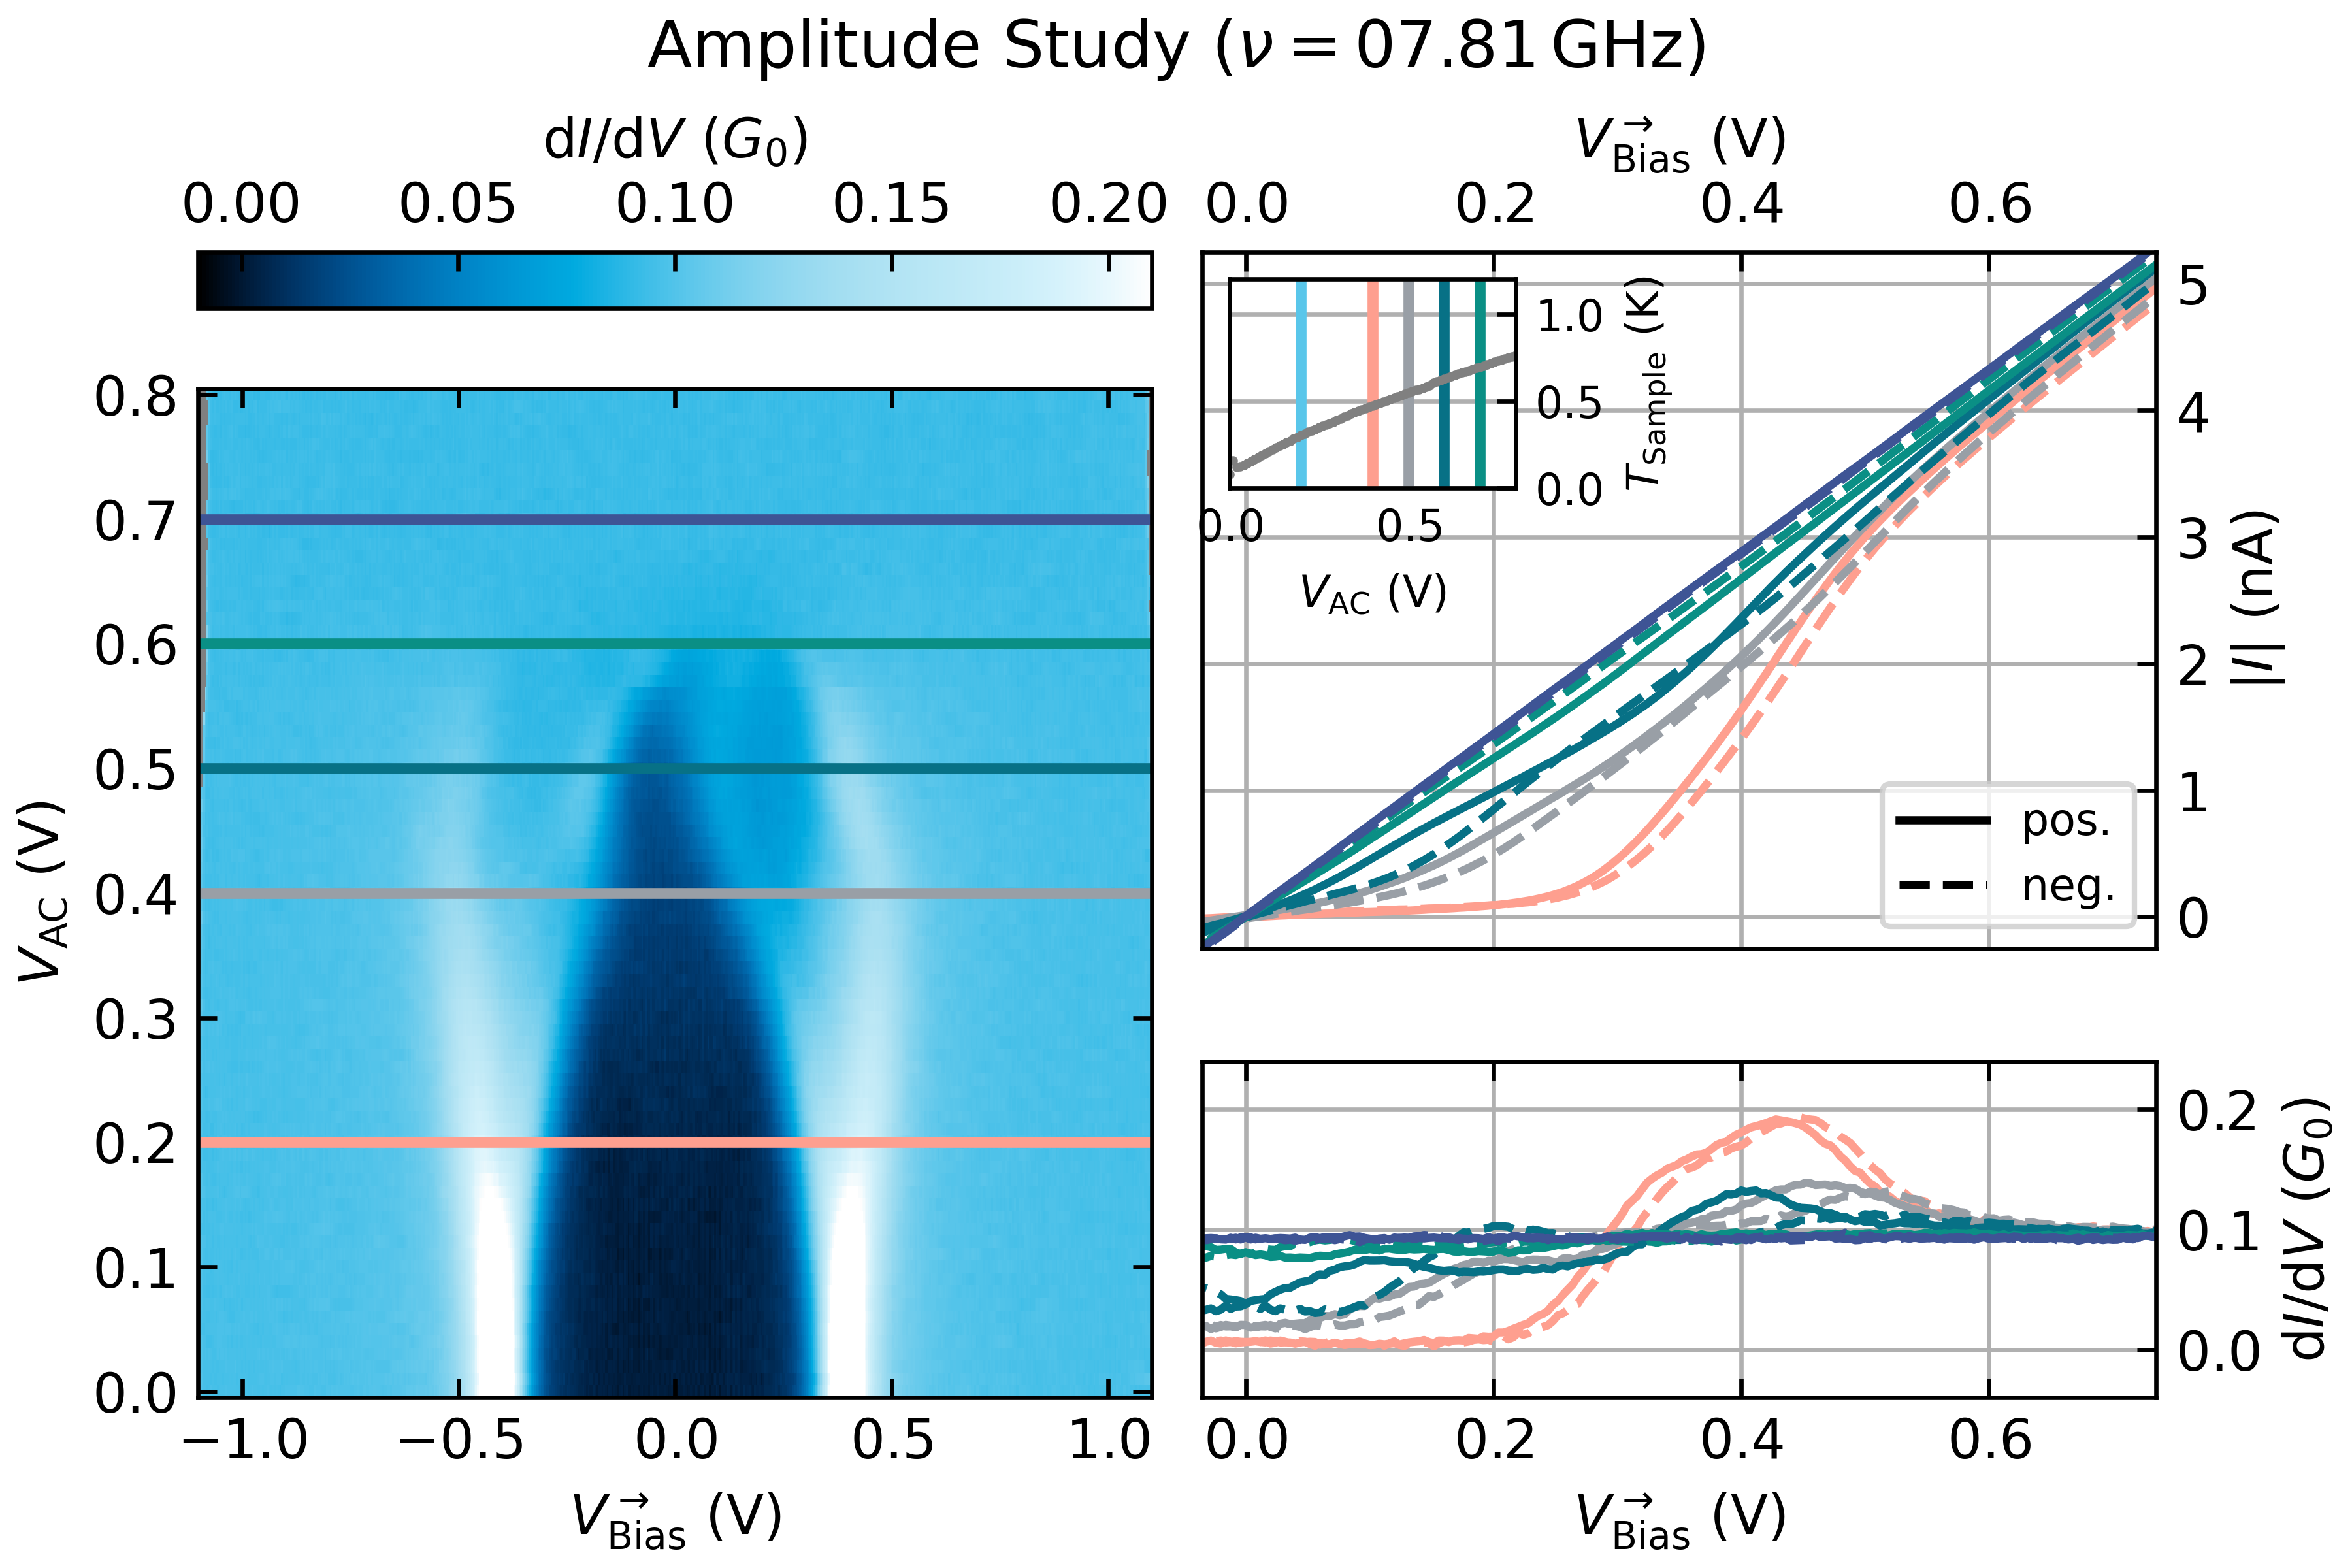 Amplitude Study (ν = 07.81 GHz)
dI/dV (G₀)
0.00 0.05 0.10 0.15 0.20
V→Bias (V)
0.0 0.2 0.4 0.6
0.8
0.7
0.6
0.5
0.4
0.3
0.2
0.1
0.0
VAC (V)
−1.0 −0.5 0.0 0.5 1.0
V→Bias (V)
1.0
0.5
0.0
TSample (K)
0.0 0.5
VAC (V)
5
4
3
2
1
0
|I| (nA)
pos.
neg.
0.2
0.1
0.0
dI/dV (G₀)
0.0 0.2 0.4 0.6
V→Bias (V)